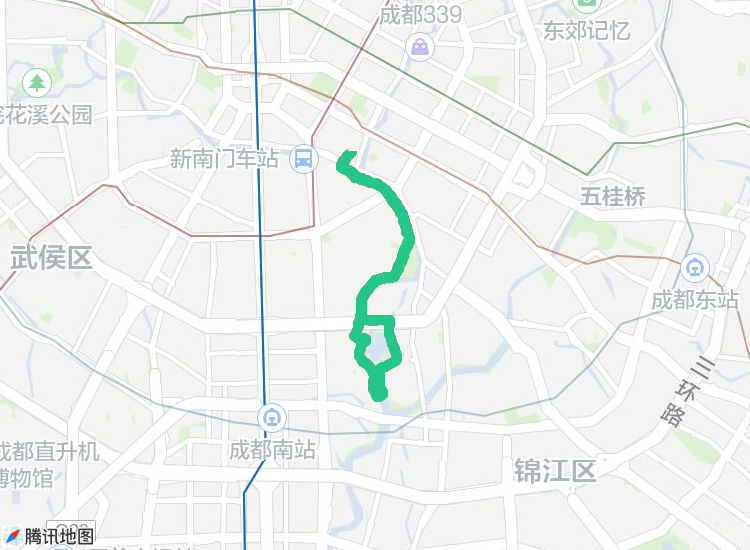 成都339
东郊记忆
浣花溪公园
新南门车站
五桂桥
武侯区
成都东站
三环路
成都南站
成都直升机
博物馆
锦江区
腾讯地图